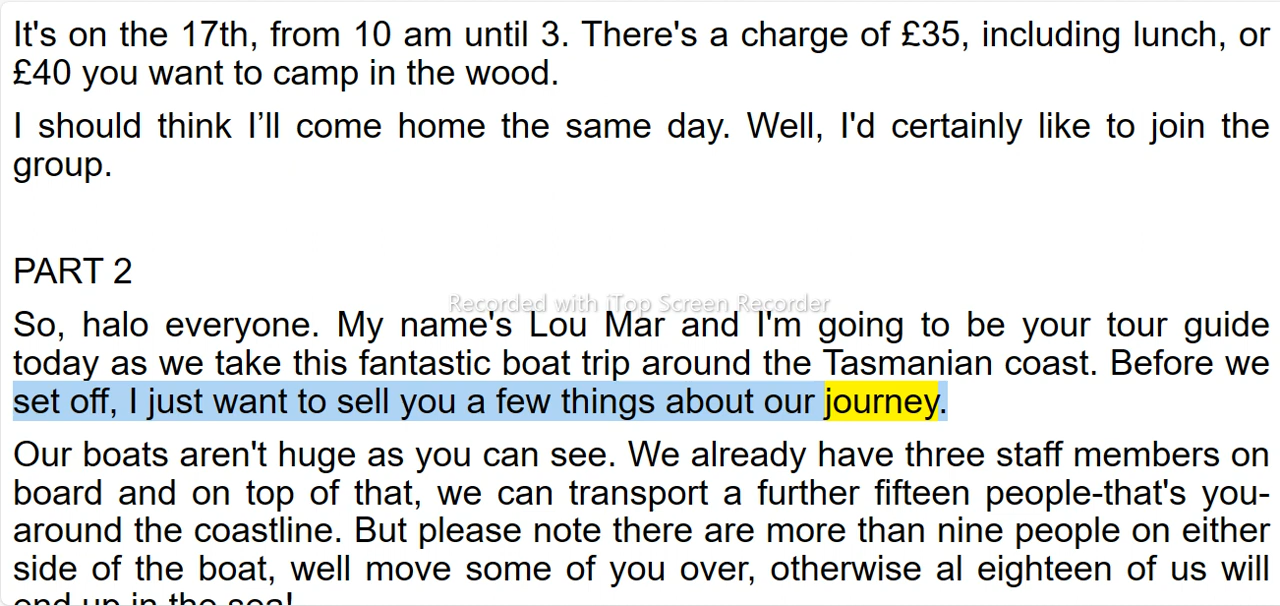 It's on the 17th, from 10 am until 3. There's a charge of £35, including lunch, or
£40 you want to camp in the wood.
I should think I’ll come home the same day. Well, I'd certainly like to join the
group.
PART 2
Recorded with iTop Screen Recorder
So, halo everyone. My name's Lou Mar and I'm going to be your tour guide
today as we take this fantastic boat trip around the Tasmanian coast. Before we
set off, I just want to sell you a few things about our journey.
Our boats aren't huge as you can see. We already have three staff members on
board and on top of that, we can transport a further fifteen people-that's you-
around the coastline. But please note there are more than nine people on either
side of the boat, well move some of you over, otherwise al eighteen of us will
end up in the sea!